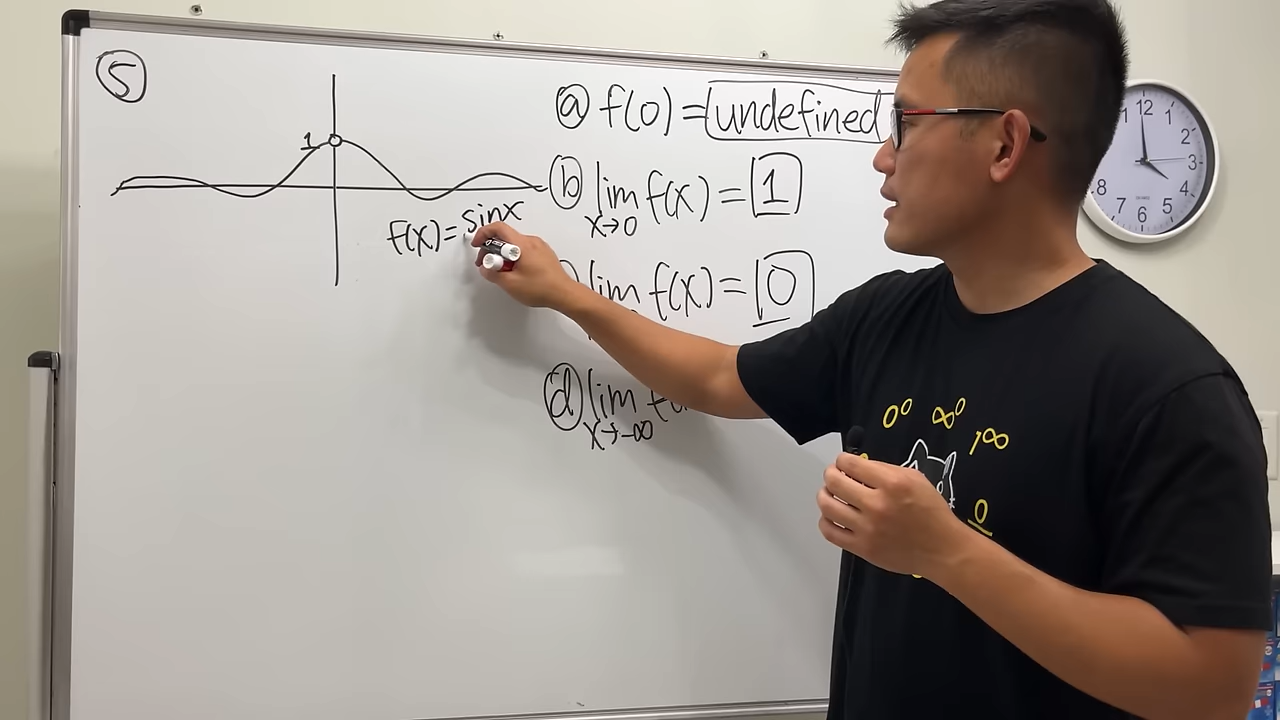 ⑤
1
f(x)=sinx
ⓐ f(0)=undefined
ⓑ lim f(x)=1
x→0
lim f(x)=0
ⓓ lim
x→-∞
12
1
2
3
4
5
6
7
8
0⁰ ∞⁰
1^∞
0